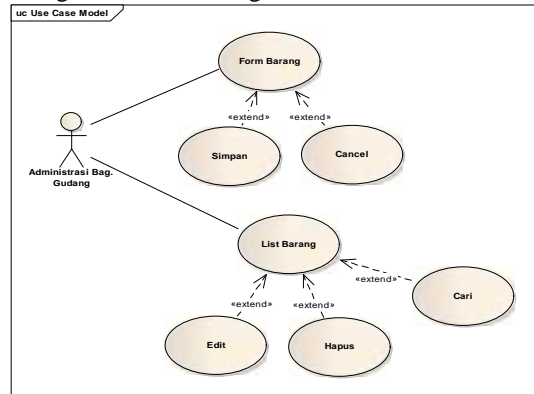 uc Use Case Model
Form Barang
«extend»
«extend»
Simpan
Cancel
Administrasi Bag.
Gudang
List Barang
«extend»
Cari
«extend»
«extend»
Edit
Hapus